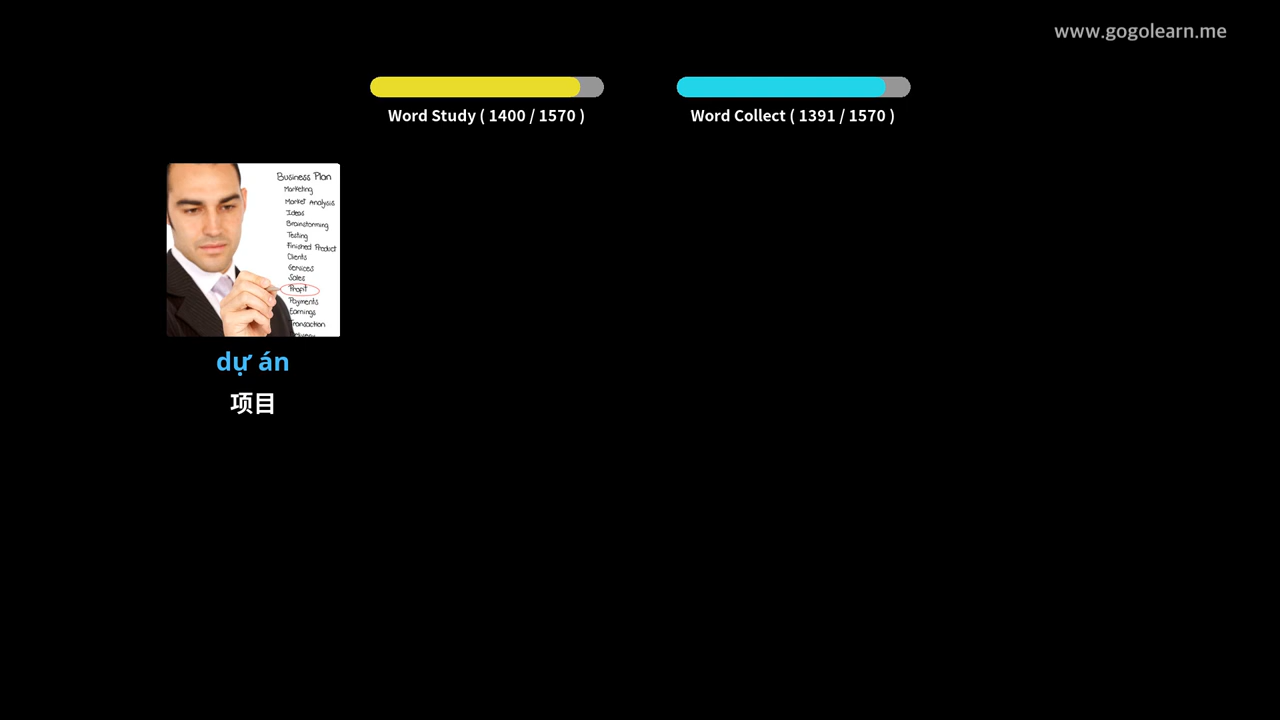 www.gogolearn.me
Word Study ( 1400 / 1570 )
Word Collect ( 1391 / 1570 )
Business Plan
Marketing
Market Analysis
Ideas
Brainstorming
Testing
Finished Product
Clients
Services
Sales
Profit
Payments
Earnings
Transaction
Delivery
dự án
项目